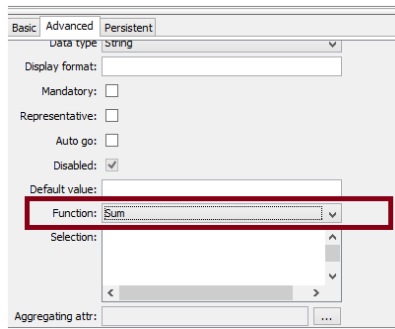 Basic Advanced Persistent
Data type String
Display format:
Mandatory:
Representative:
Auto go:
Disabled:
Default value:
Function: Sum
Selection:
Aggregating attr: ...